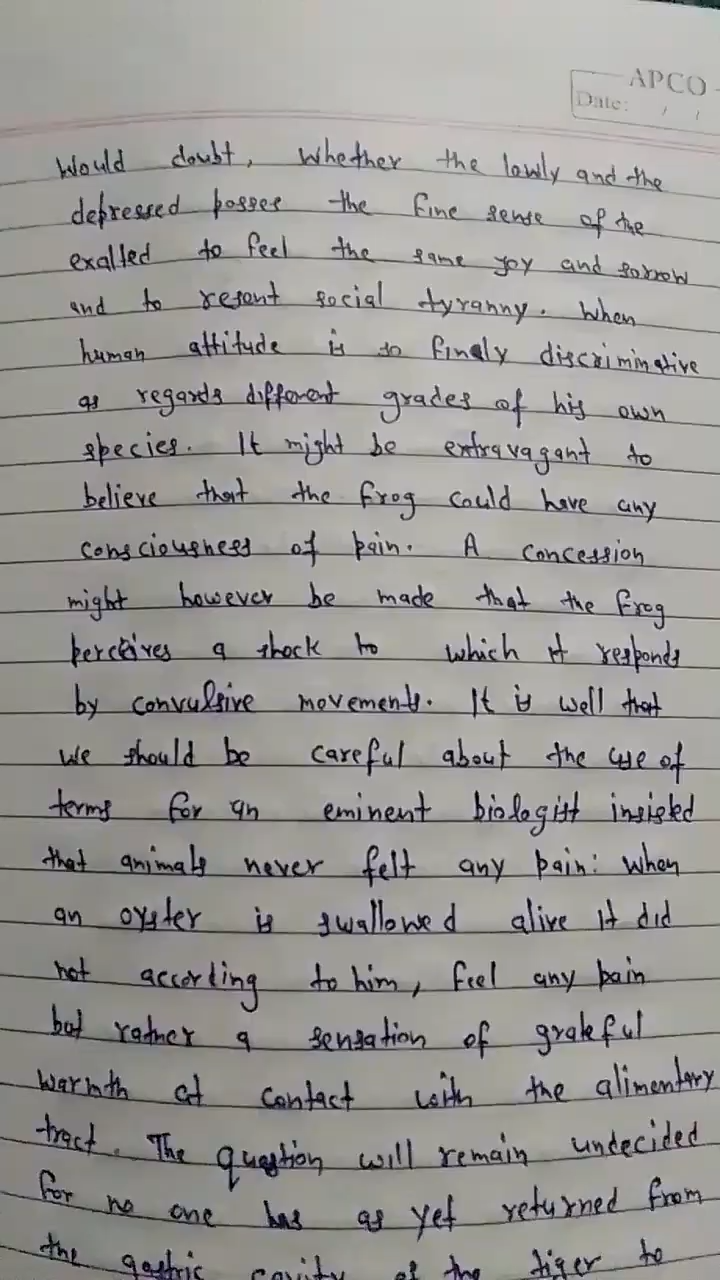 APCO
Date: / /
Would doubt, whether the lowly and the
depressed posses the fine sense of the
exalled to feel the same joy and sorrow
and to resent social tyranny. When
human attitude is so finely discriminative
as regards different grades of his own
species. It might be extravagant to
believe that the frog could have any
consciousness of pain. A concession
might however be made that the frog
perceives a shock to which it responds
by convulsive movements. It is well that
we should be careful about the use of
terms for an eminent biologist insisted
that animals never felt any pain: when
an oyster is swallowed alive it did
not according to him, feel any pain
but rather a sensation of grateful
warmth at contact with the alimentary
tract. The question will remain undecided
for no one has as yet returned from
the gastric cavity of the tiger to